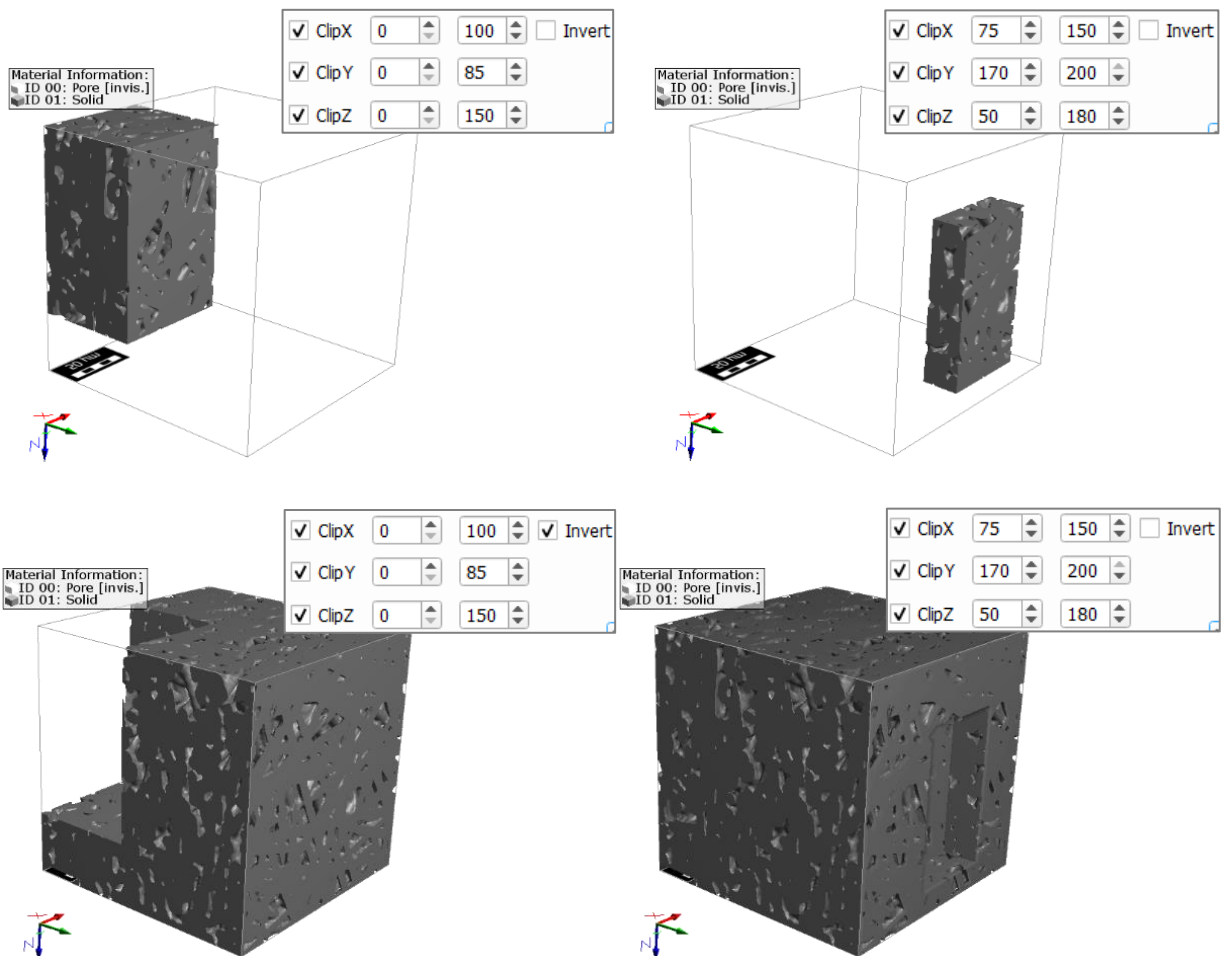 ClipX 0 100 Invert
ClipY 0 85
ClipZ 0 150
Material Information:
ID 00: Pore [invis.]
ID 01: Solid
20 nm
X
Z
ClipX 75 150 Invert
ClipY 170 200
ClipZ 50 180
Material Information:
ID 00: Pore [invis.]
ID 01: Solid
20 nm
X
Z
ClipX 0 100 Invert
ClipY 0 85
ClipZ 0 150
Material Information:
ID 00: Pore [invis.]
ID 01: Solid
X
Z
ClipX 75 150 Invert
ClipY 170 200
ClipZ 50 180
Material Information:
ID 00: Pore [invis.]
ID 01: Solid
X
Z